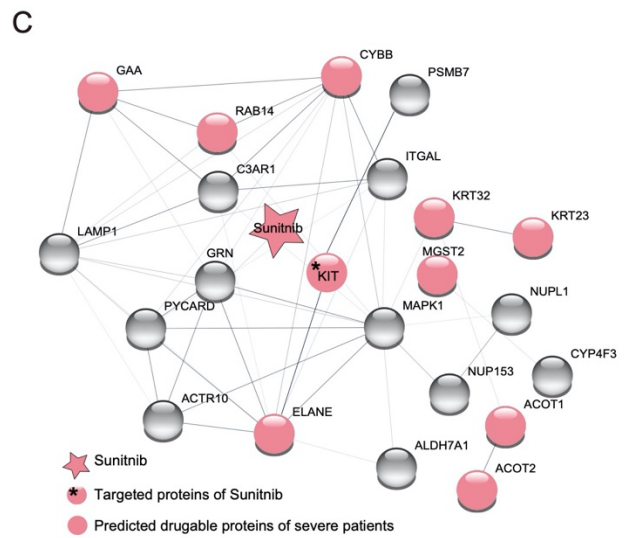 C
CYBB
GAA
PSMB7
RAB14
ITGAL
C3AR1
KRT32
KRT23
Sunitnib
LAMP1
MGST2
GRN
*KIT
NUPL1
PYCARD
MAPK1
CYP4F3
NUP153
ACTR10
ELANE
ACOT1
ALDH7A1
ACOT2
Sunitnib
* Targeted proteins of Sunitnib
Predicted drugable proteins of severe patients